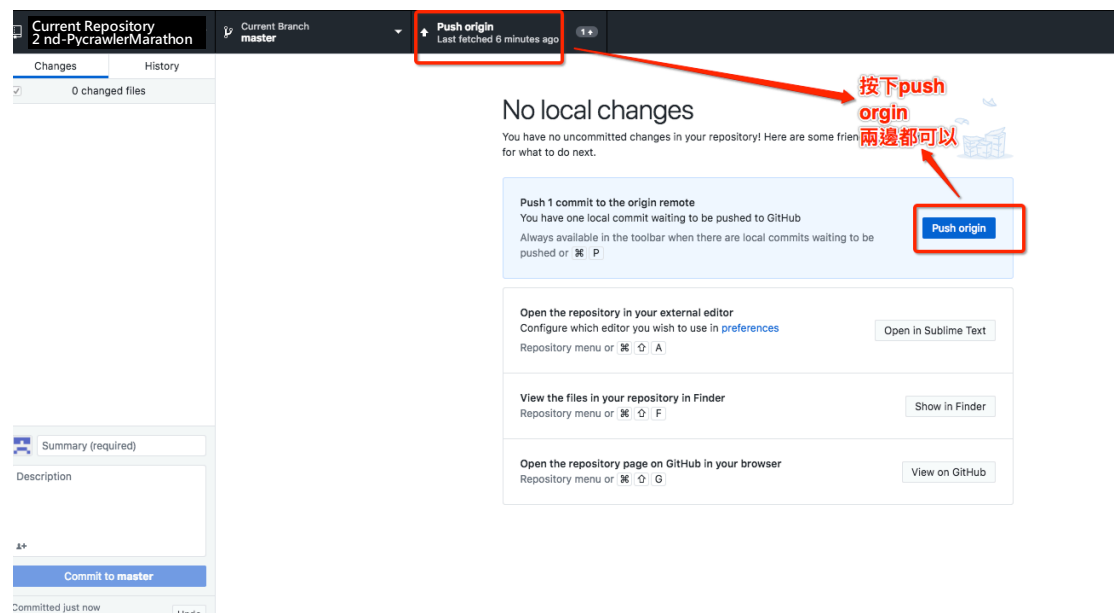 Current Repository
2 nd-PycrawlerMarathon
Current Branch
master
Push origin
Last fetched 6 minutes ago
1
Changes
History
0 changed files
按下push
orgin
兩邊都可以
No local changes
You have no uncommitted changes in your repository! Here are some frien
for what to do next.
Push 1 commit to the origin remote
You have one local commit waiting to be pushed to GitHub
Always available in the toolbar when there are local commits waiting to be
pushed or ⌘ P
Push origin
Open the repository in your external editor
Configure which editor you wish to use in preferences
Repository menu or ⌘ ⇧ A
Open in Sublime Text
View the files in your repository in Finder
Repository menu or ⌘ ⇧ F
Show in Finder
Open the repository page on GitHub in your browser
Repository menu or ⌘ ⇧ G
View on GitHub
Summary (required)
Description
Commit to master
Committed just now